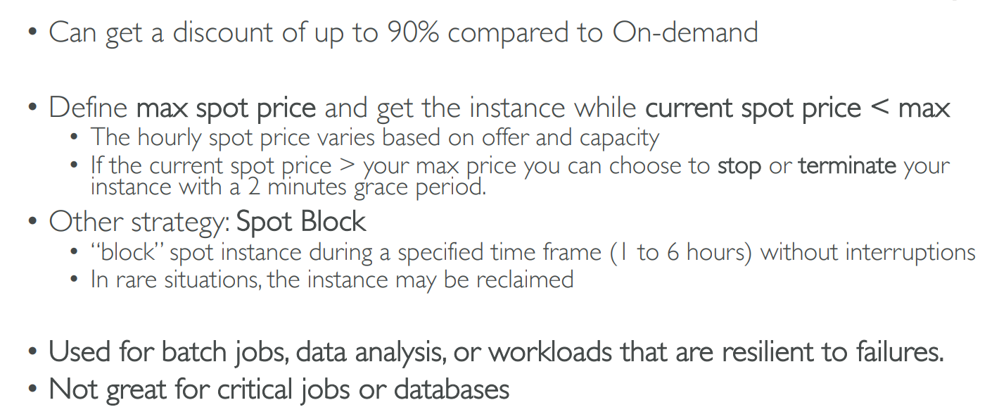 • Can get a discount of up to 90% compared to On-demand
• Define max spot price and get the instance while current spot price < max
• The hourly spot price varies based on offer and capacity
• If the current spot price > your max price you can choose to stop or terminate your
instance with a 2 minutes grace period.
• Other strategy: Spot Block
• “block” spot instance during a specified time frame (1 to 6 hours) without interruptions
• In rare situations, the instance may be reclaimed
• Used for batch jobs, data analysis, or workloads that are resilient to failures.
• Not great for critical jobs or databases